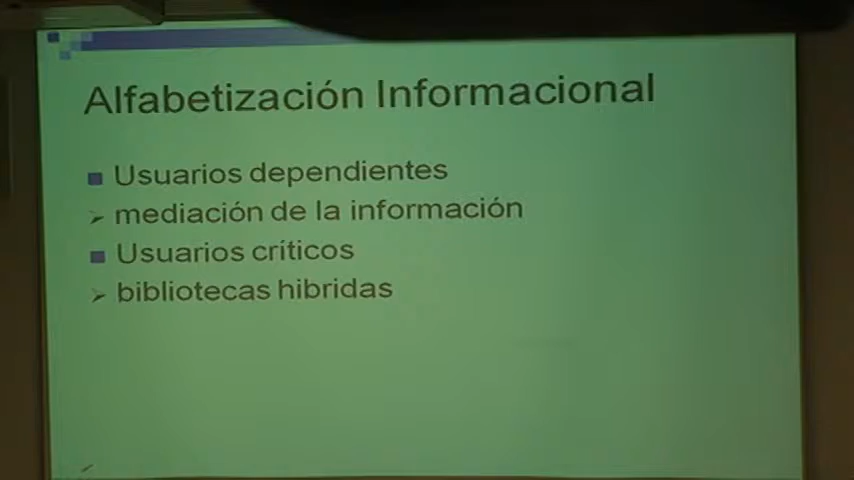 Alfabetización Informacional
Usuarios dependientes
mediación de la información
Usuarios críticos
bibliotecas hibridas